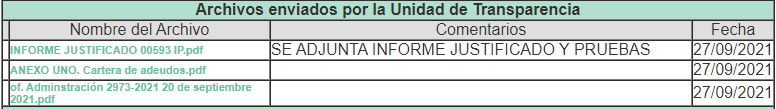 Archivos enviados por la Unidad de Transparencia
Nombre del Archivo Comentarios Fecha
INFORME JUSTIFICADO 00593 IP.pdf SE ADJUNTA INFORME JUSTIFICADO Y PRUEBAS 27/09/2021
ANEXO UNO. Cartera de adeudos.pdf 27/09/2021
of. Adminstración 2973-2021 20 de septiembre
2021.pdf 27/09/2021